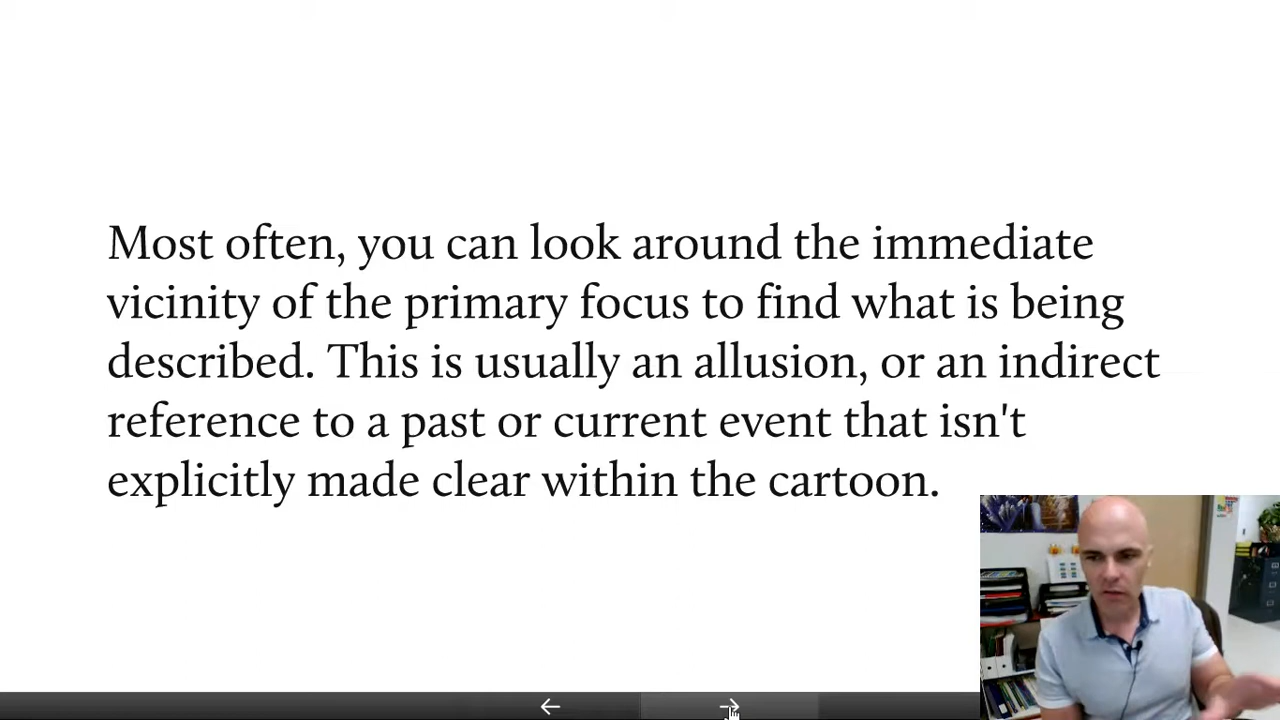 Most often, you can look around the immediate
vicinity of the primary focus to find what is being
described. This is usually an allusion, or an indirect
reference to a past or current event that isn't
explicitly made clear within the cartoon.